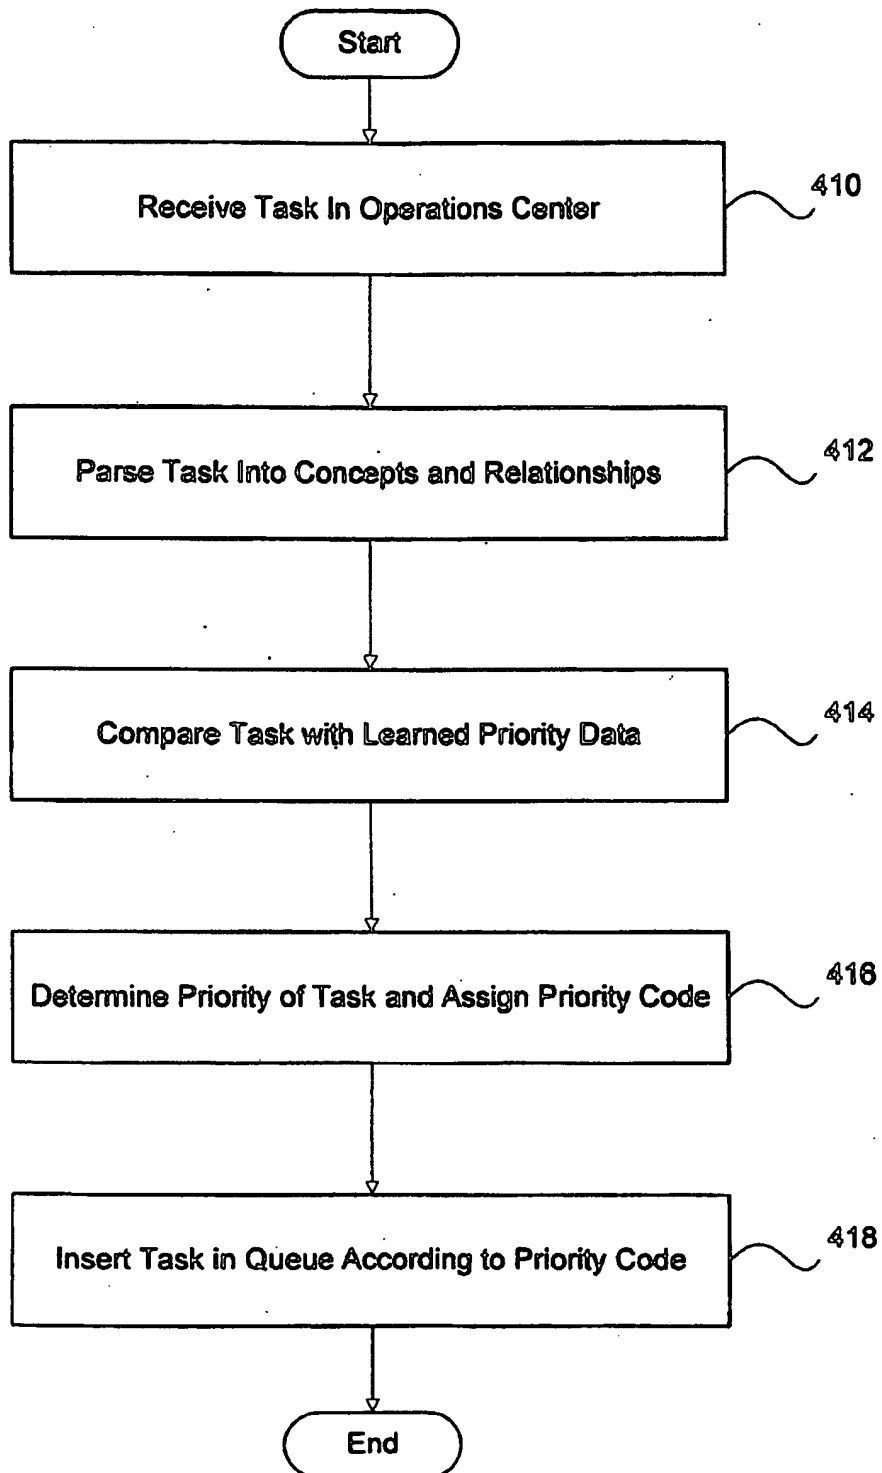 Start
Receive Task In Operations Center
410
Parse Task Into Concepts and Relationships
412
Compare Task with Learned Priority Data
414
Determine Priority of Task and Assign Priority Code
416
Insert Task in Queue According to Priority Code
418
End